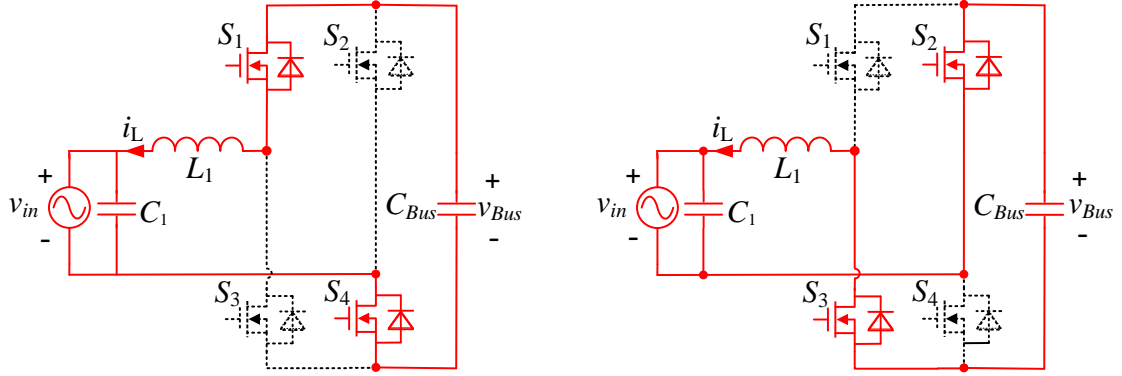 S1 S2
iL
L1
+
vin C1
-
CBus
+
vBus
-
S3 S4
S1 S2
iL
L1
+
vin C1
-
CBus
+
vBus
-
S3 S4